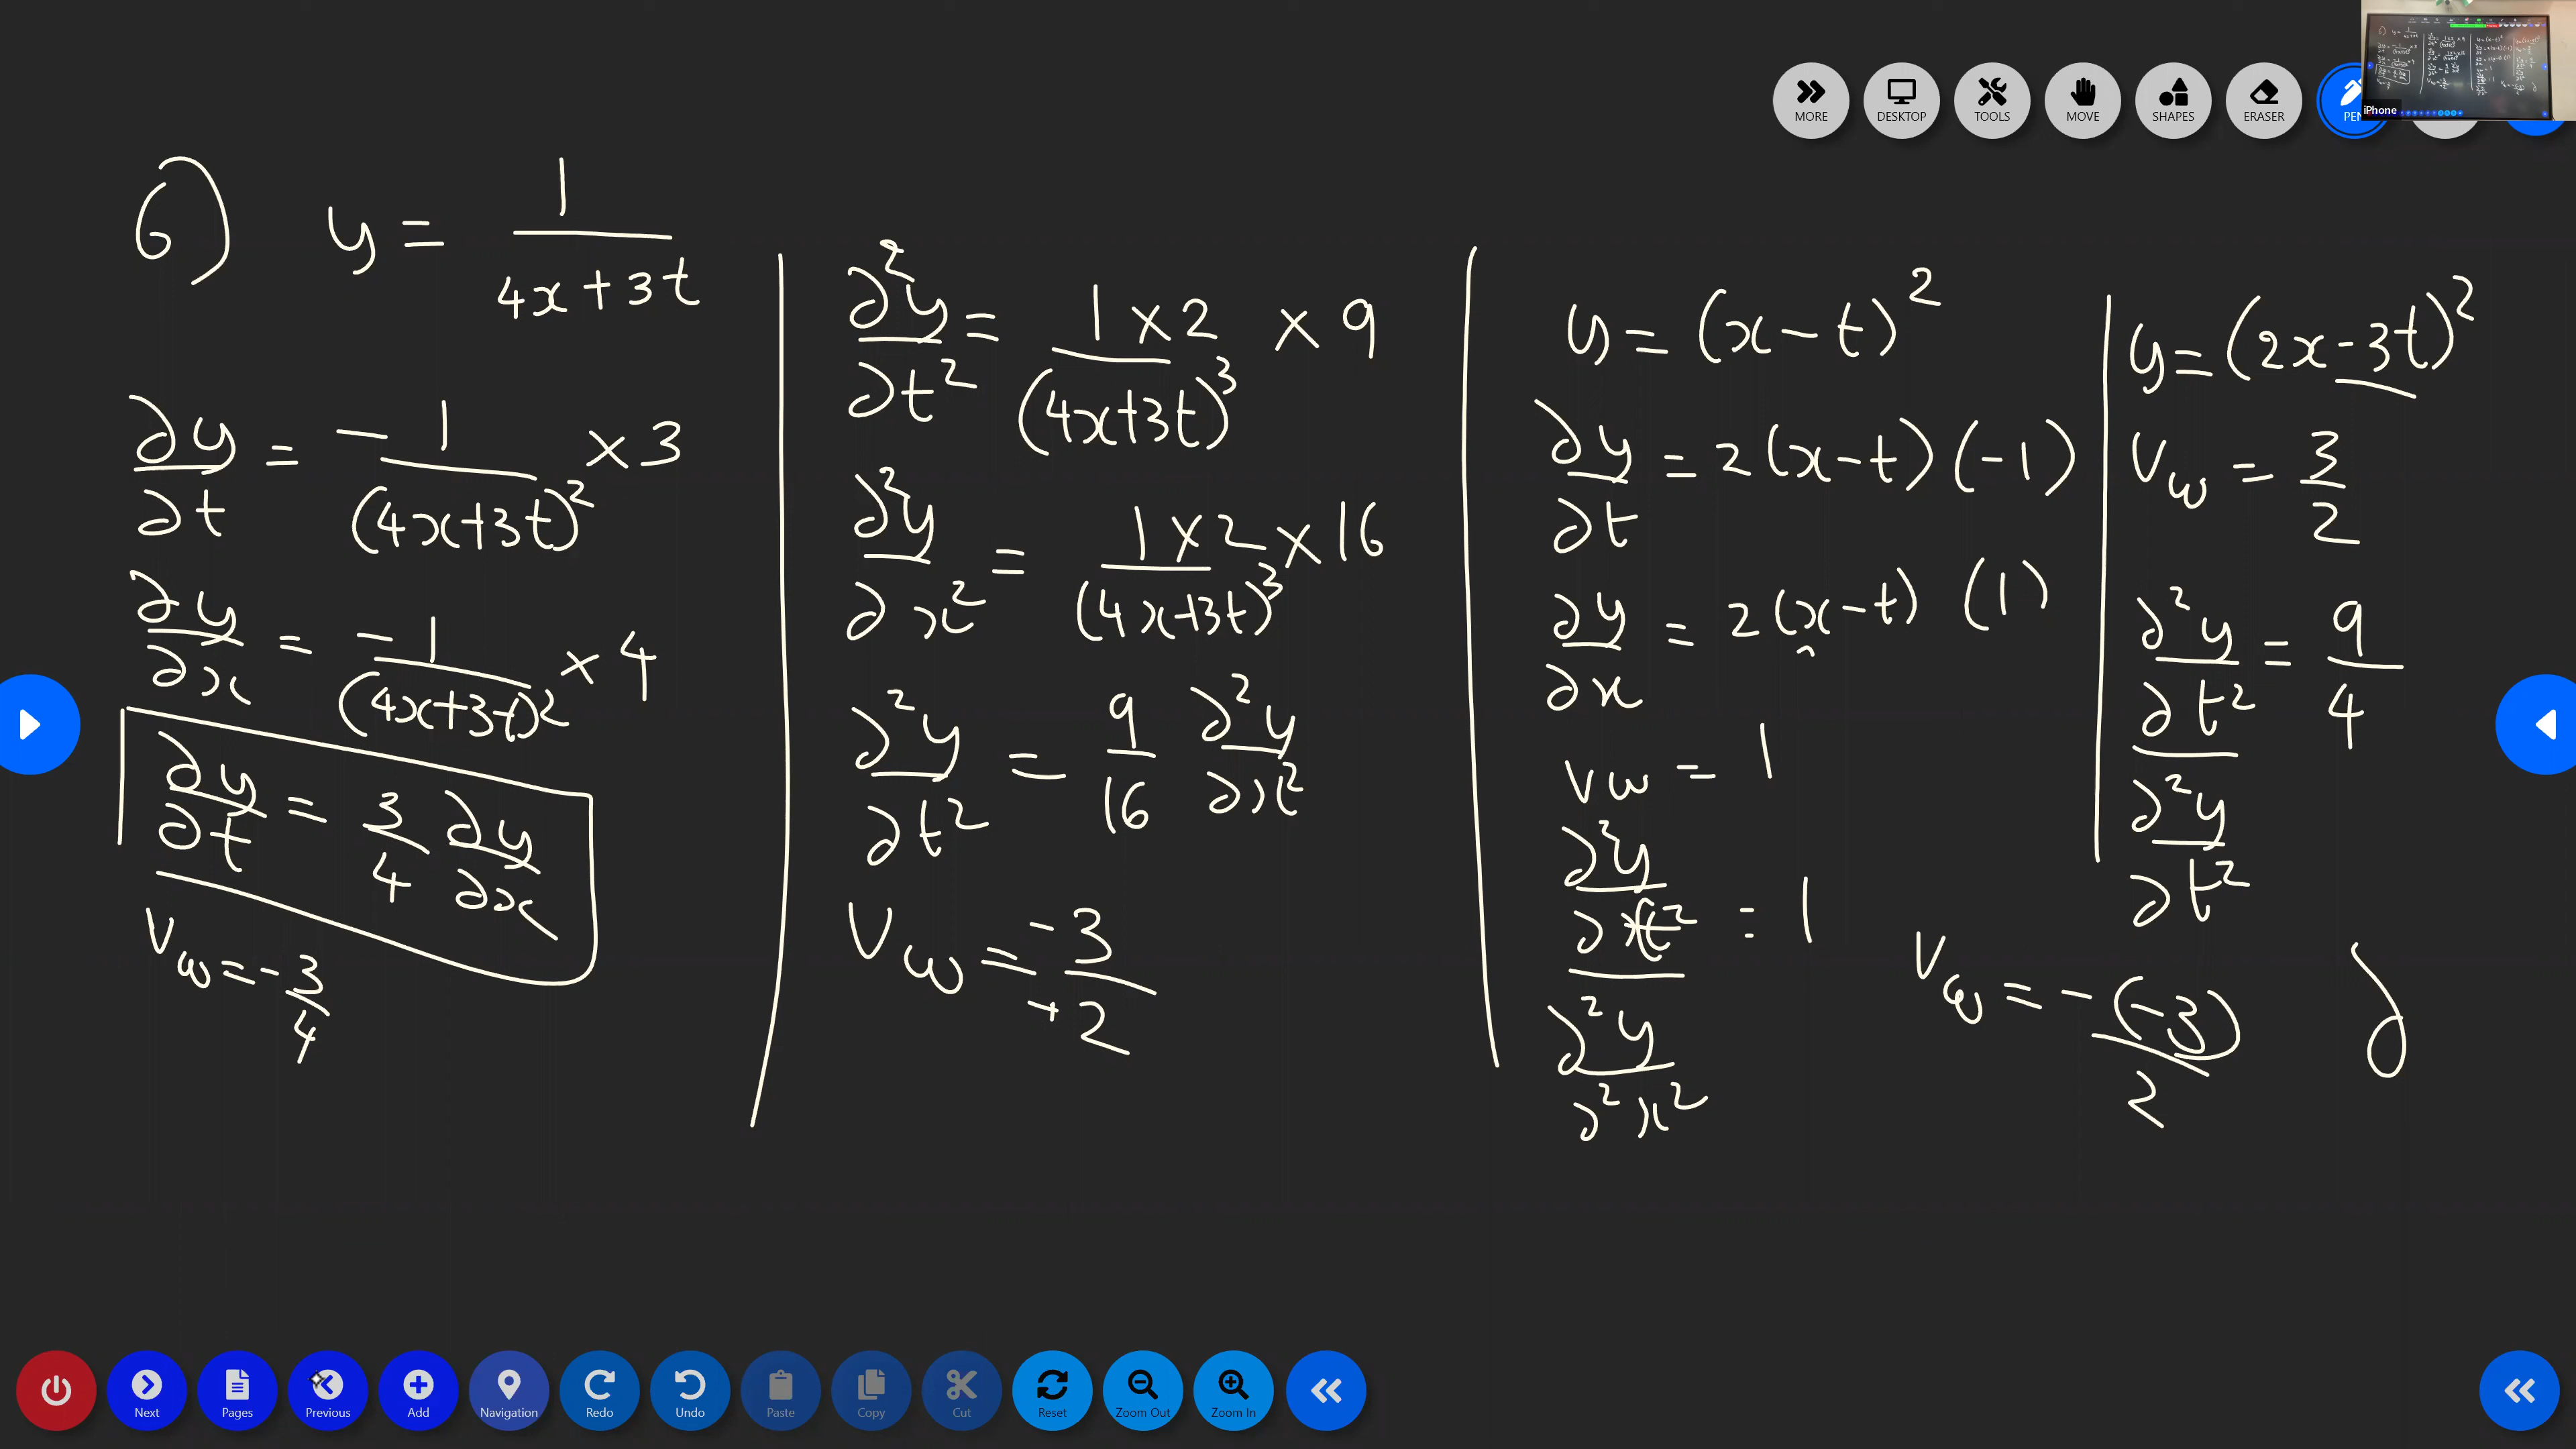 MORE DESKTOP TOOLS MOVE SHAPES ERASER PEN
iPhone
6) y = 1/(4x+3t)
∂y/∂t = -1/(4x+3t)² × 3
∂y/∂x = -1/(4x+3t)² × 4
∂y/∂t = 3/4 ∂y/∂x
Vw = -3/4
∂²y/∂t² = (1×2)/(4x+3t)³ × 9
∂²y/∂x² = (1×2)/(4x+3t)³ × 16
∂²y/∂t² = 9/16 ∂²y/∂x²
Vw = -3/+2
y = (x-t)²
∂y/∂t = 2(x-t)(-1)
∂y/∂x = 2(x-t)(1)
Vw = 1
(∂²y/∂t²)/(∂²y/∂²x²) = 1
y = (2x-3t)²
Vw = 3/2
(∂²y/∂t²)/(∂²y/∂t²) = 9/4
Vw = -(-3)/2
∂
Next Pages Previous Add Navigation Redo Undo Paste Copy Cut Reset Zoom Out Zoom In